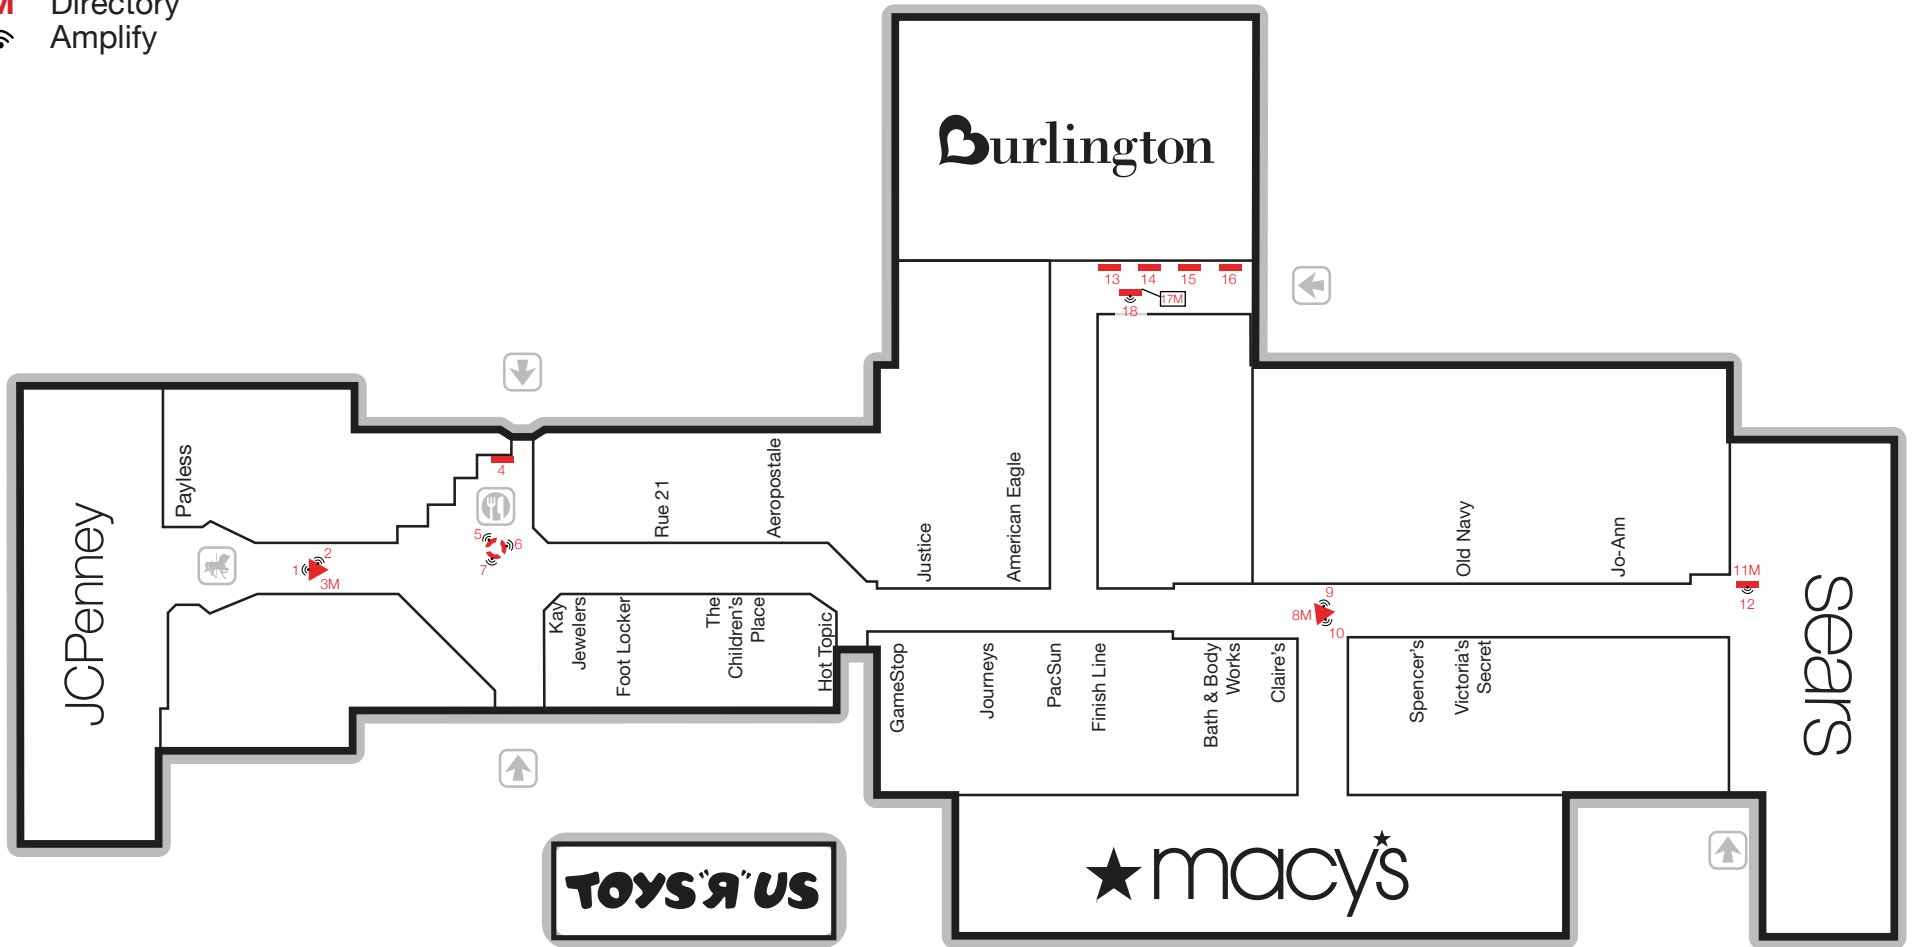 M Directory
Amplify
Burlington
13
14
15
16
17M
18
4
5
6
7
1
2
3M
Payless
JCPenney
Rue 21
Aeropostale
Justice
American Eagle
Old Navy
Jo-Ann
11M
12
9
8M
10
sears
Kay
Jewelers
Foot Locker
The
Children's
Place
Hot Topic
GameStop
Journeys
PacSun
Finish Line
Bath & Body
Works
Claire's
Spencer's
Victoria's
Secret
TOYS "R" US
macy's